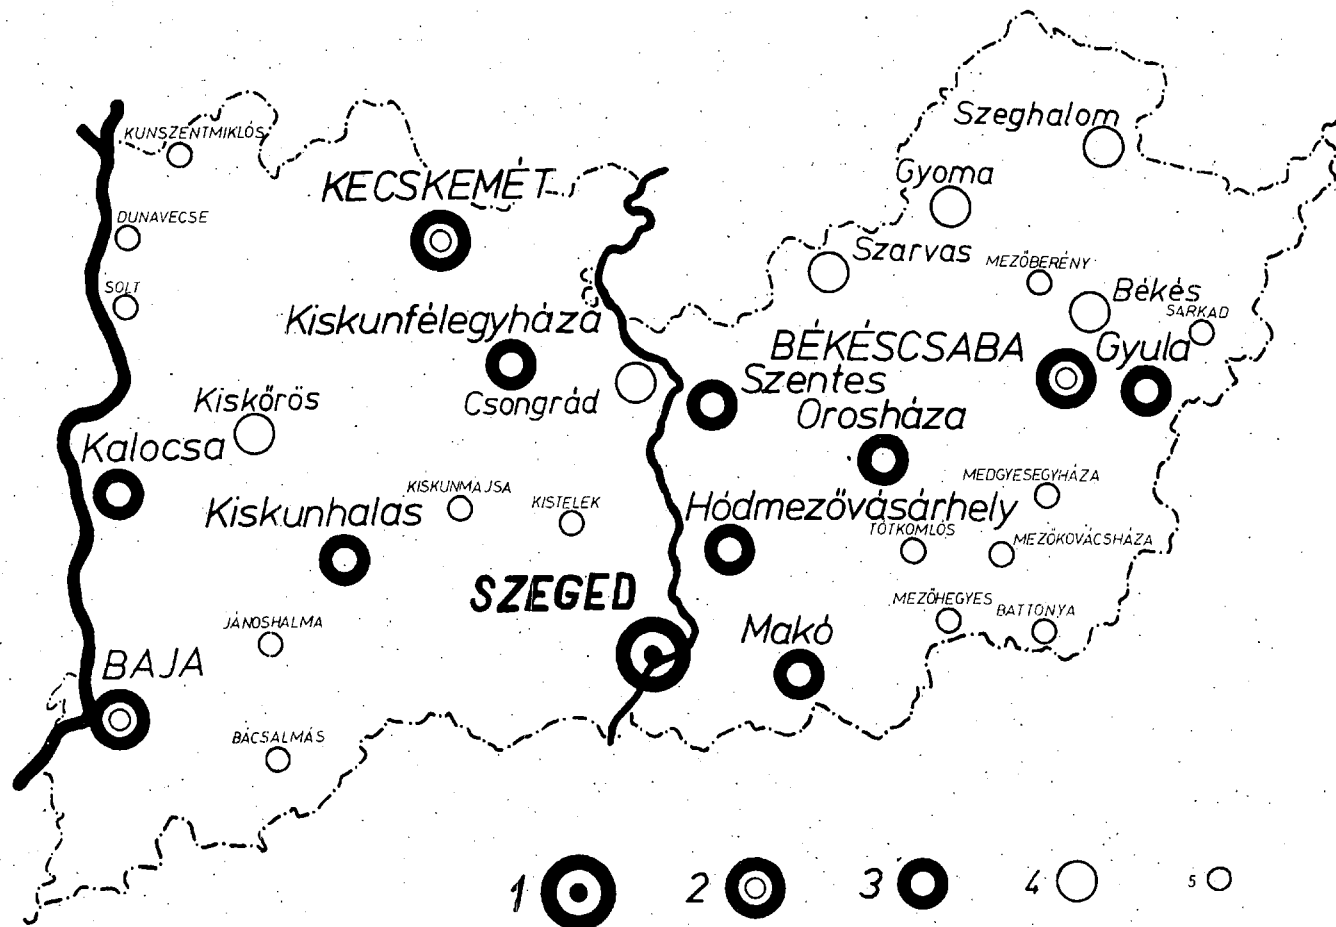 Szeghalom
KUNSZENTMIKLÓS
Gyoma
KECSKEMÉT
DUNAVECSE
Szarvas
MEZŐBERÉNY
SOLT
Békés
SARKAD
Kiskunfélegyháza
BÉKÉSCSABA
Gyula
Szentes
Kiskőrös
Csongrád
Orosháza
Kalocsa
MEDGYESEGYHÁZA
KISKUNMAJSA
KISTELEK
Kiskunhalas
Hódmezővásárhely
TÓTKOMLÓS
MEZŐKOVÁCSHÁZA
SZEGED
MEZŐHEGYES
BATTONYA
JÁNOSHALMA
Makó
BAJA
BÁCSALMÁS
1 2 3 4 5